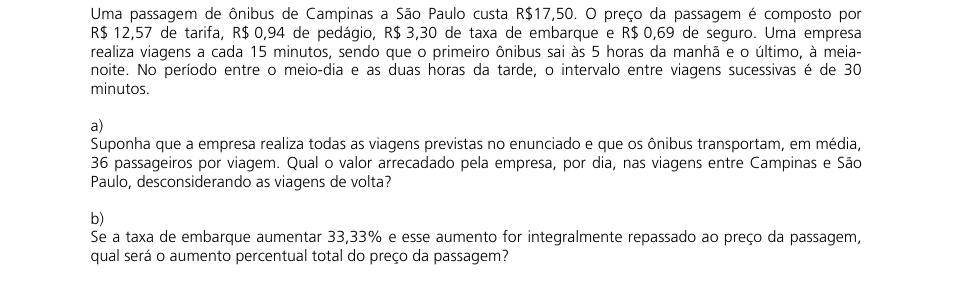 Uma passagem de ônibus de Campinas a São Paulo custa R$17,50. O preço da passagem é composto por
R$ 12,57 de tarifa, R$ 0,94 de pedágio, R$ 3,30 de taxa de embarque e R$ 0,69 de seguro. Uma empresa
realiza viagens a cada 15 minutos, sendo que o primeiro ônibus sai às 5 horas da manhã e o último, à meia-
noite. No período entre o meio-dia e as duas horas da tarde, o intervalo entre viagens sucessivas é de 30
minutos.
a)
Suponha que a empresa realiza todas as viagens previstas no enunciado e que os ônibus transportam, em média,
36 passageiros por viagem. Qual o valor arrecadado pela empresa, por dia, nas viagens entre Campinas e São
Paulo, desconsiderando as viagens de volta?
b)
Se a taxa de embarque aumentar 33,33% e esse aumento for integralmente repassado ao preço da passagem,
qual será o aumento percentual total do preço da passagem?